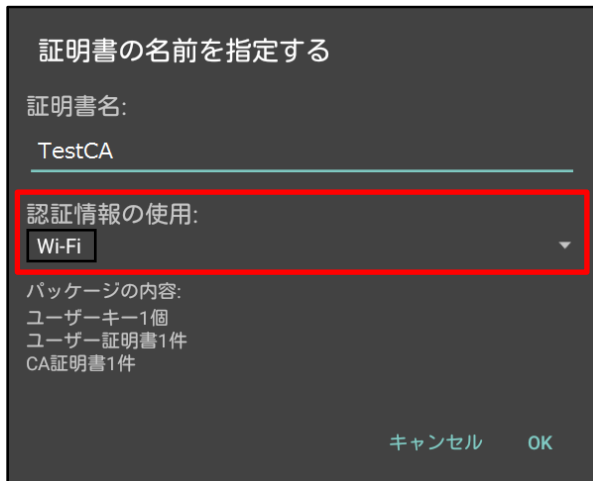 証明書の名前を指定する
証明書名:
TestCA
認証情報の使用:
Wi-Fi
パッケージの内容:
ユーザーキー1個
ユーザー証明書1件
CA証明書1件
キャンセル OK